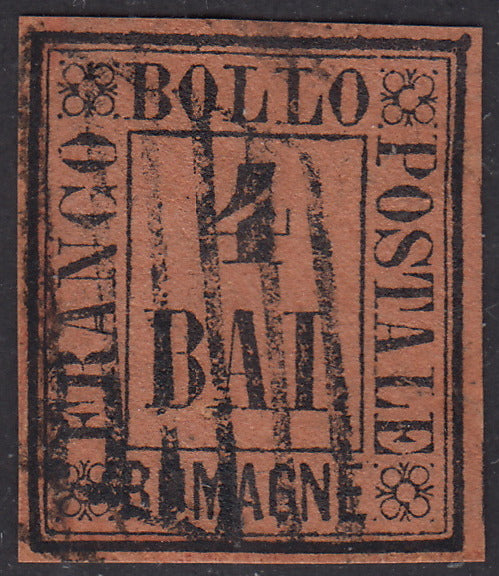 BOLLO
FRANCO
4
BAI
POSTALE
ROMAGNE